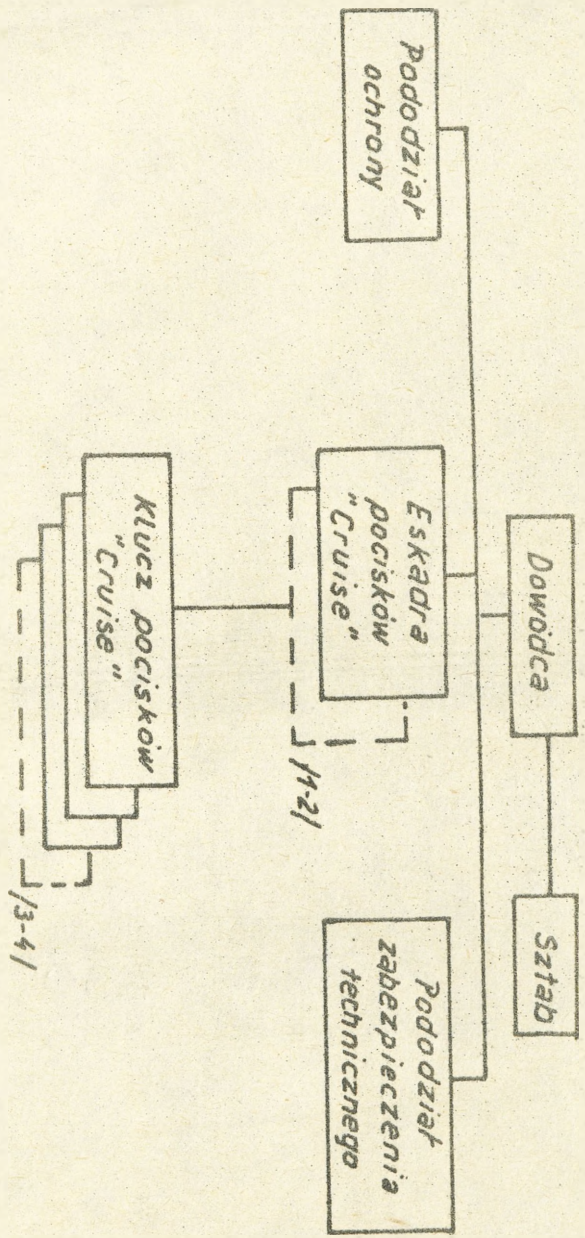 Dowódca
Sztab
Pododział
ochrony
Eskadra
pocisków
"Cruise"
/1-2/
Pododział
zabezpieczenia
technicznego
Klucz pocisków
"Cruise"
/3-4/